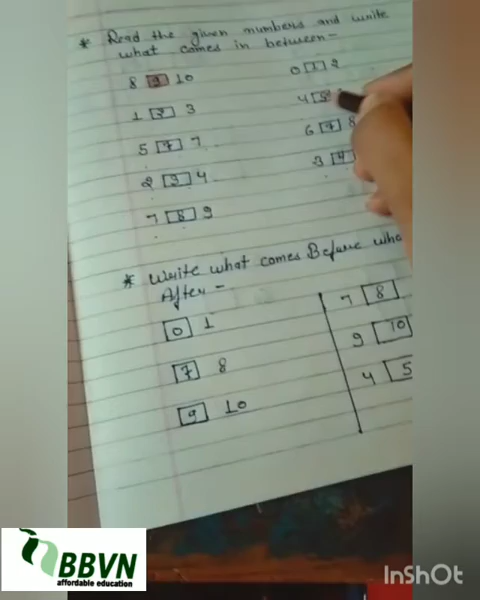 * Read the given numbers and write
what comes in between-
8 9 10
1 2 3
5 7 7
2 3 4
7 8 9
0 1 2
4 5
6 7 8
3 4
* Write what comes Before
After-
0 1
7 8
9 10
7 8
9 10
4 5
BBVN
affordable education
InShOt